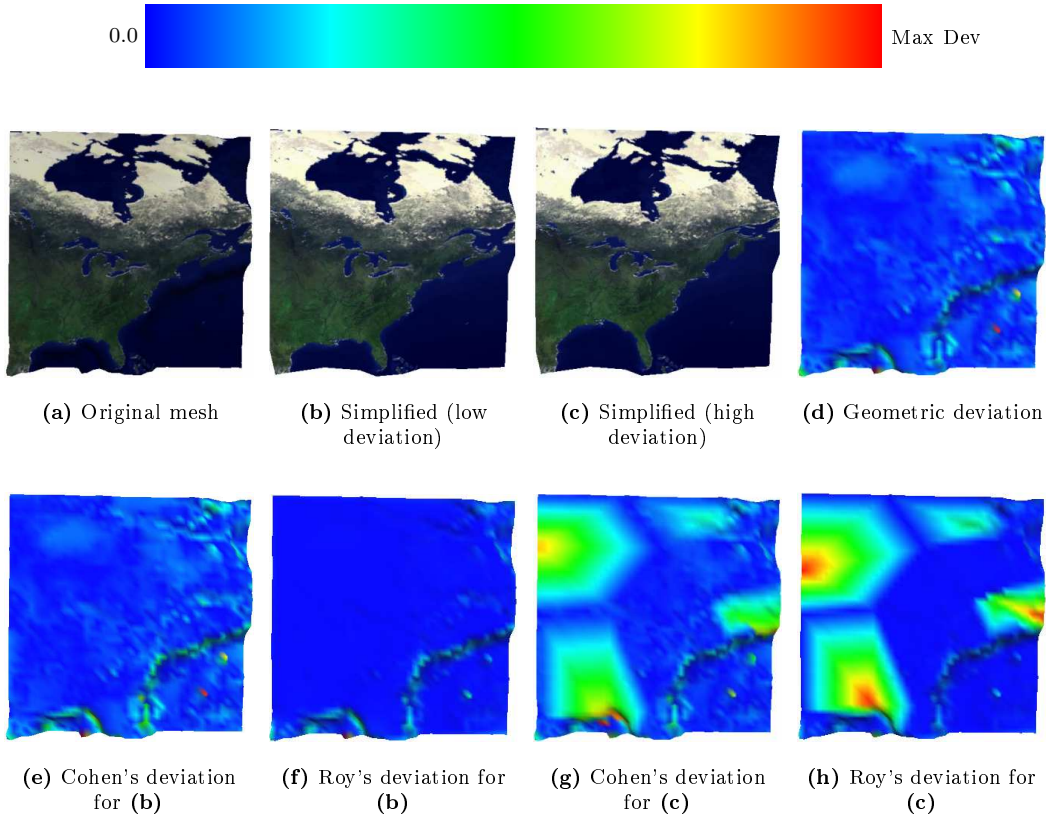 0.0
Max Dev
(a) Original mesh
(b) Simplified (low
deviation)
(c) Simplified (high
deviation)
(d) Geometric deviation
(e) Cohen's deviation
for (b)
(f) Roy's deviation for
(b)
(g) Cohen's deviation
for (c)
(h) Roy's deviation for
(c)